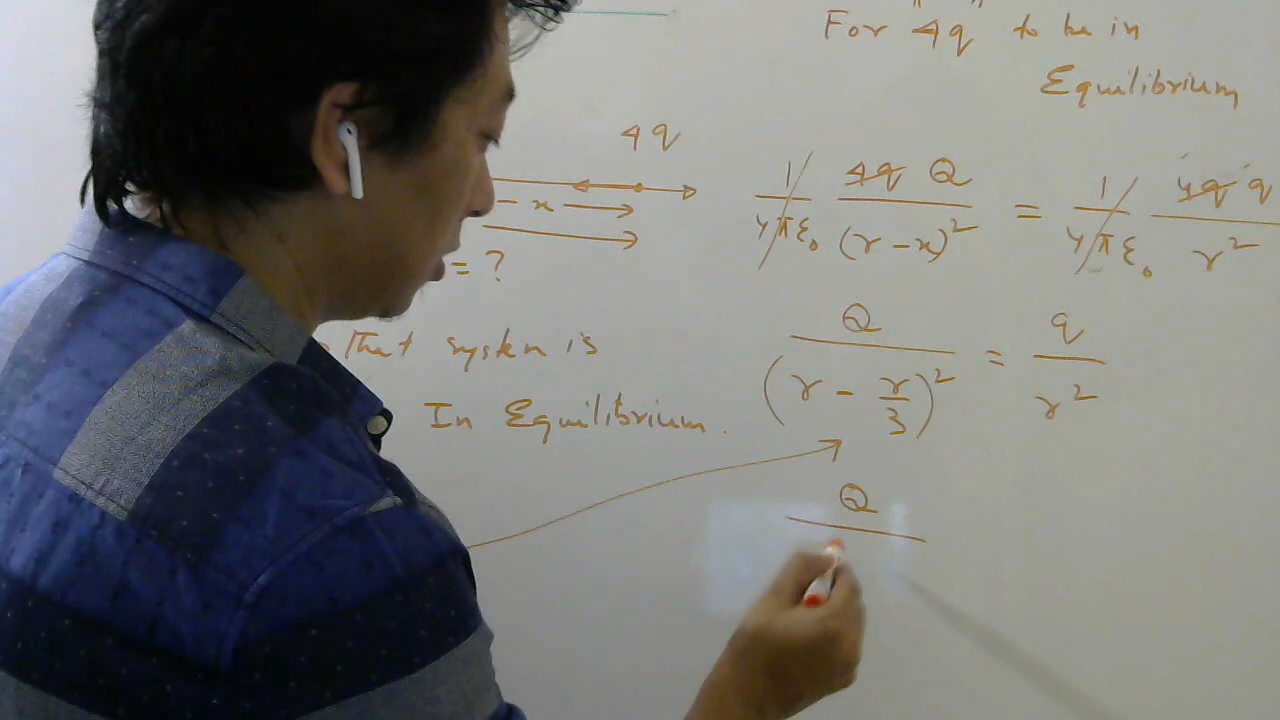 For "4q" to be in
Equilibrium
4q
x
= ?
1/4πε₀ 4q Q/(r-x)² = 1/4πε₀ 4q q/r²
That system is
In Equilibrium.
Q/(r - r/3)² = q/r²
Q